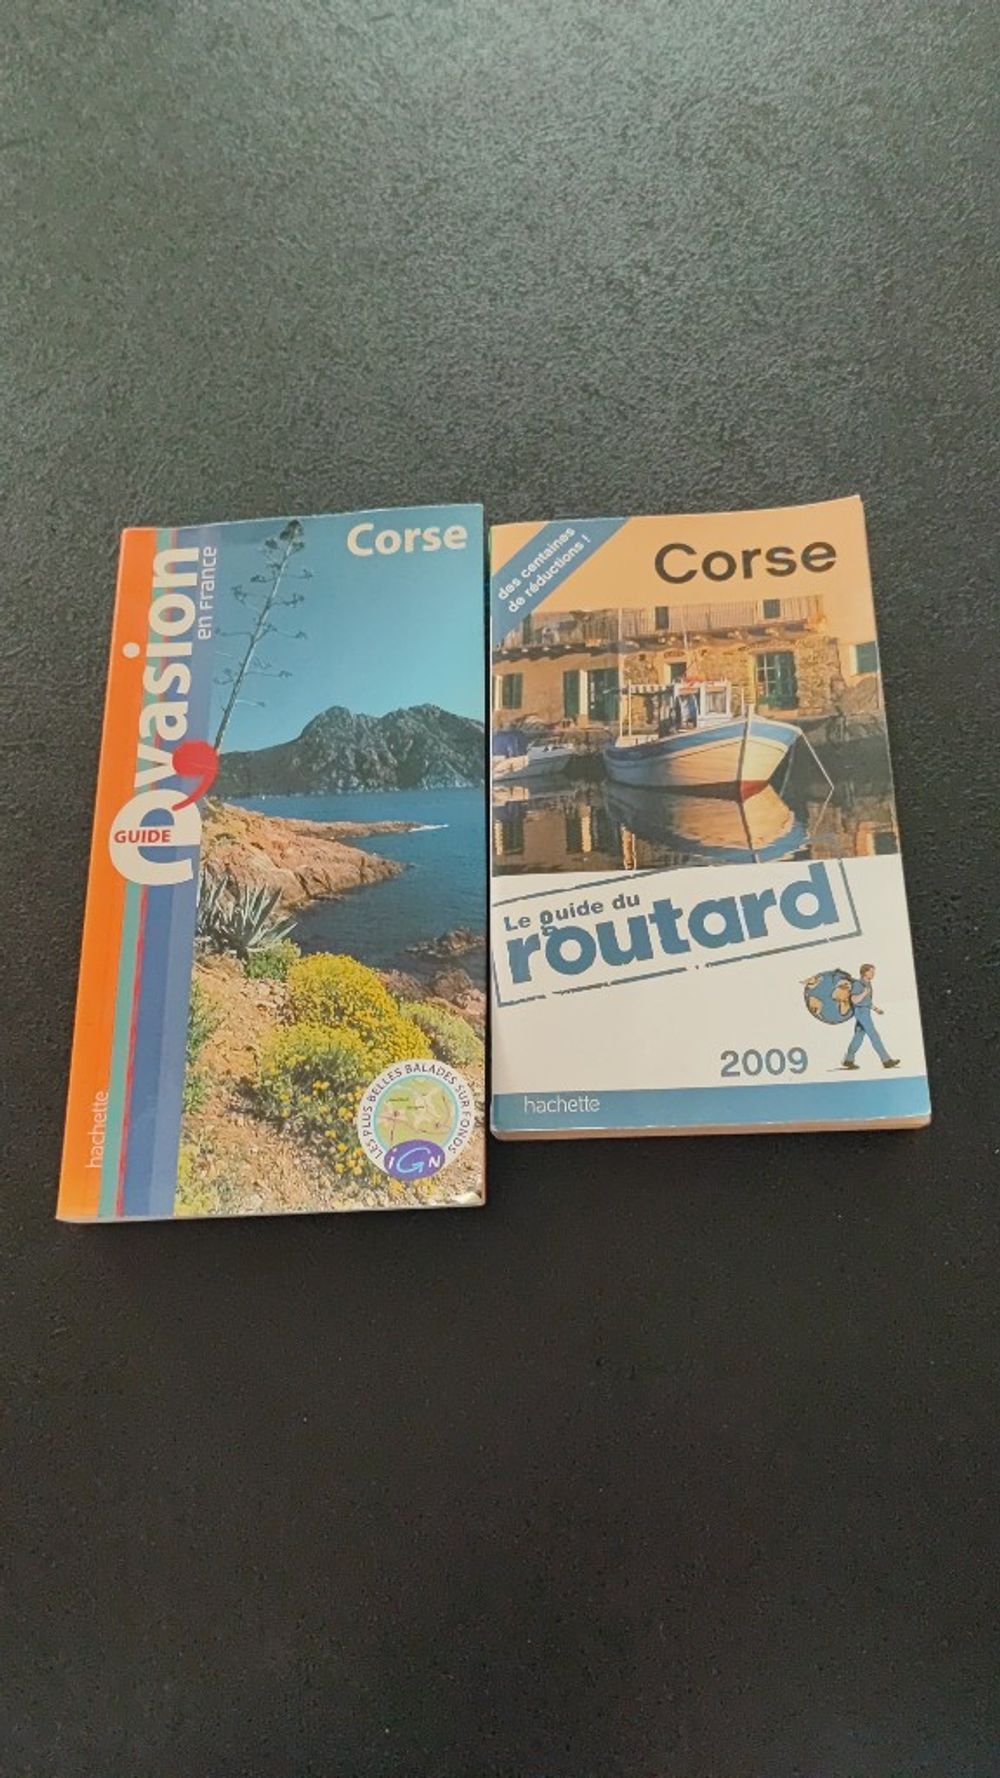 Corse
évasion
en France
GUIDE
hachette
LES PLUS BELLES BALADES SUR FONDS
IGN
des centaines
de réductions !
Corse
Le guide du
routard
2009
hachette